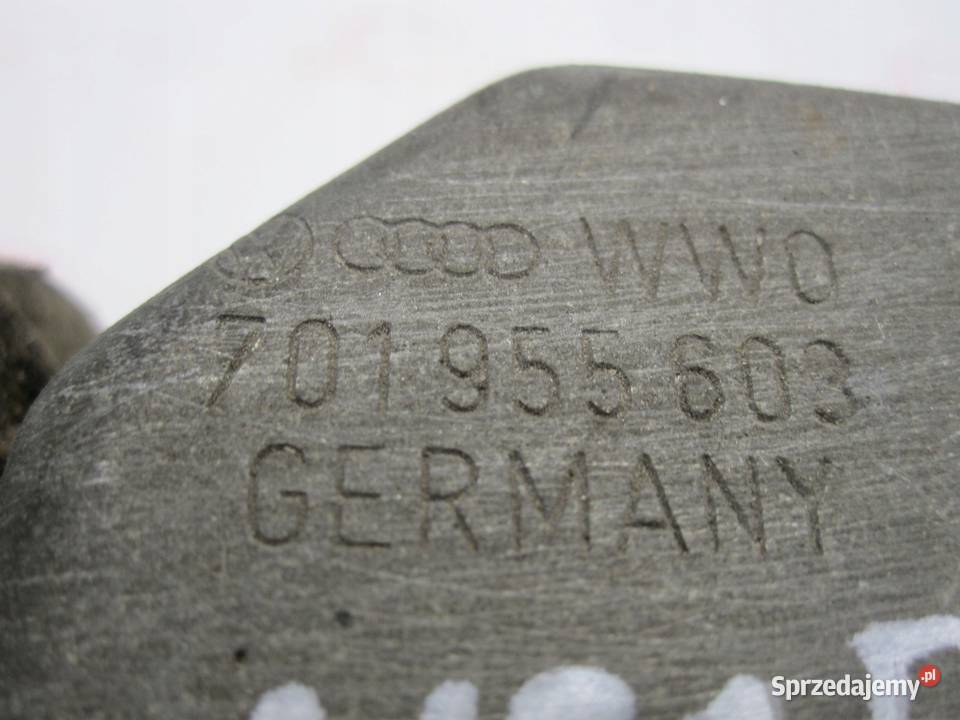 WWO
701 955 603
GERMANY
Sprzedajemy.pl